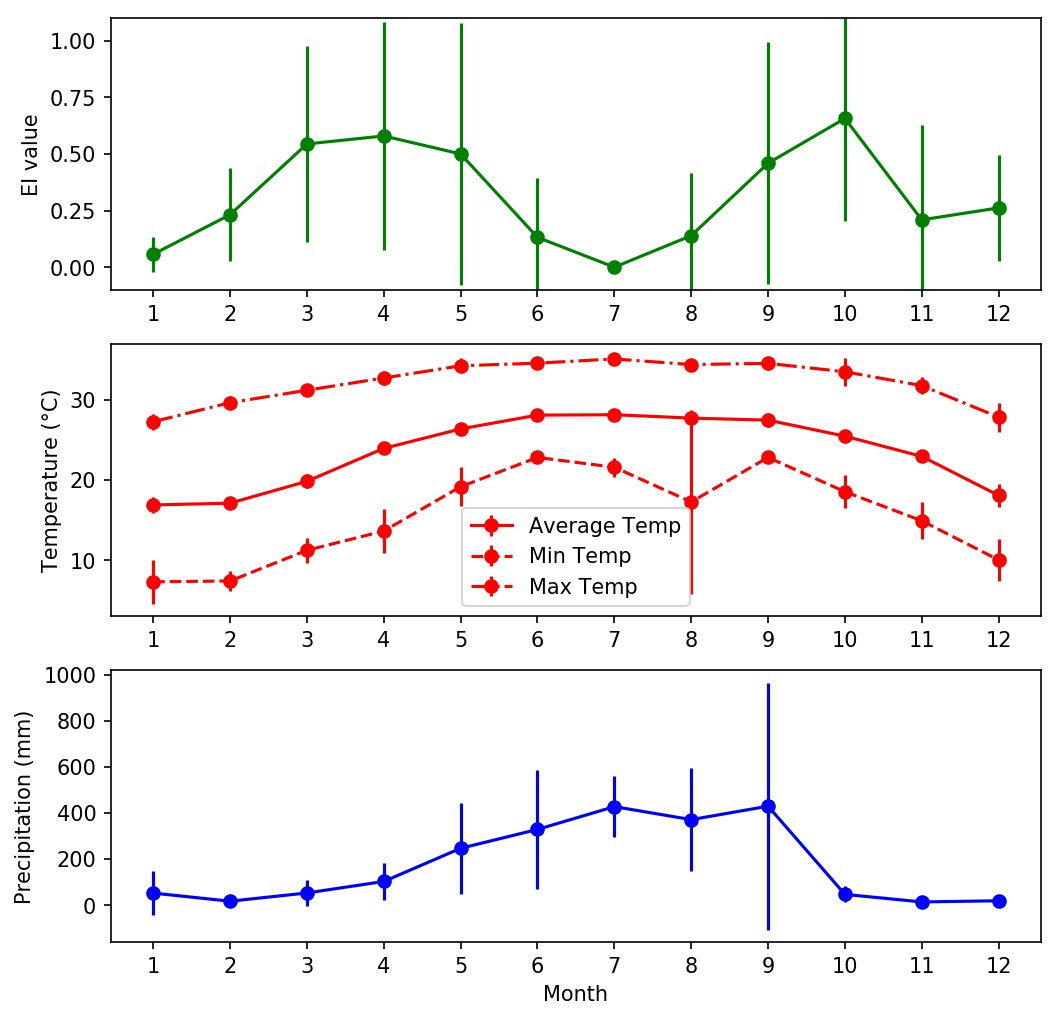 EI value
1.00
0.75
0.50
0.25
0.00
1 2 3 4 5 6 7 8 9 10 11 12
Temperature (°C)
30
20
10
Average Temp
Min Temp
Max Temp
1 2 3 4 5 6 7 8 9 10 11 12
Precipitation (mm)
1000
800
600
400
200
0
1 2 3 4 5 6 7 8 9 10 11 12
Month